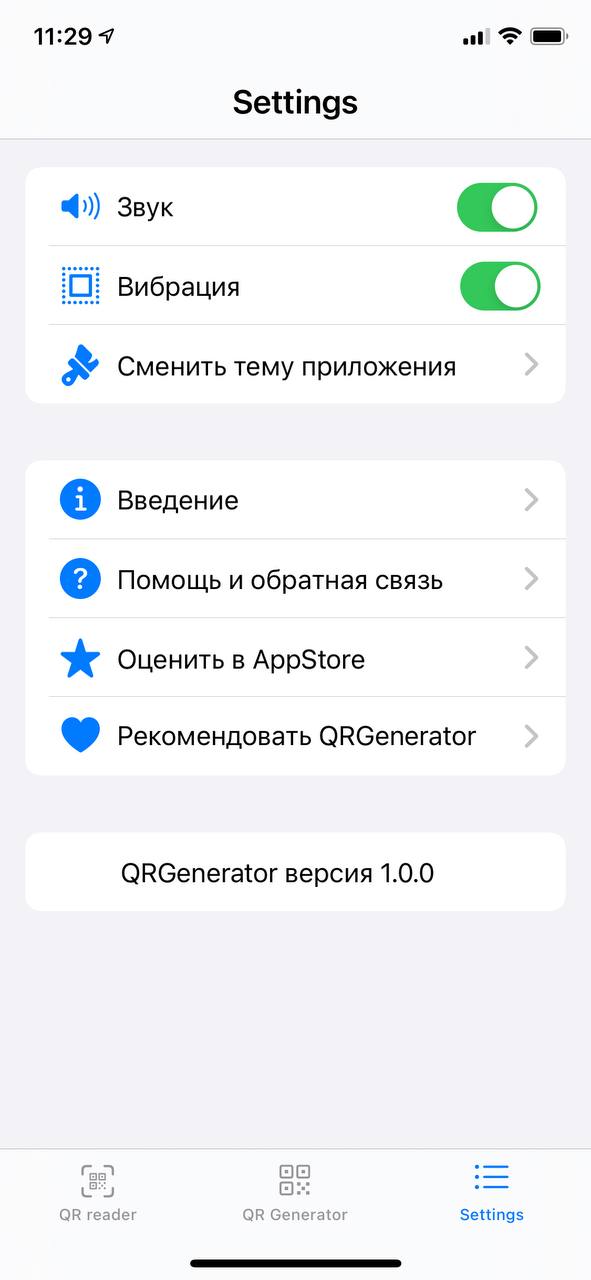 11:29
Settings
Звук
Вибрация
Сменить тему приложения
Введение
Помощь и обратная связь
Оценить в AppStore
Рекомендовать QRGenerator
QRGenerator версия 1.0.0
QR reader
QR Generator
Settings